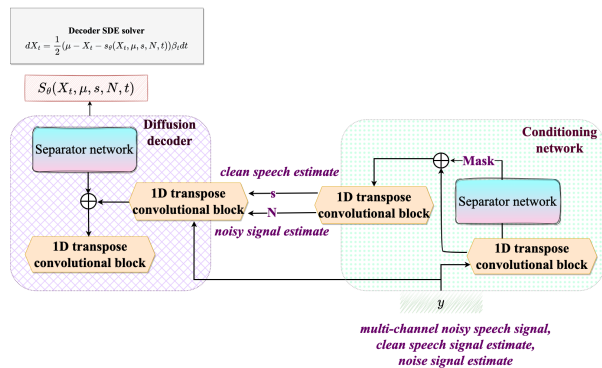 Decoder SDE solver
dX_t = \frac{1}{2}(μ − X_t − s_θ(X_t, μ, s, N, t))β_t dt
S_θ(X_t, μ, s, N, t)
Diffusion
decoder
Separator network
1D transpose
convolutional block
1D transpose
convolutional block
clean speech estimate
s
N
noisy signal estimate
1D transpose
convolutional block
Conditioning
network
Mask
Separator network
1D transpose
convolutional block
y
multi-channel noisy speech signal,
clean speech signal estimate,
noise signal estimate